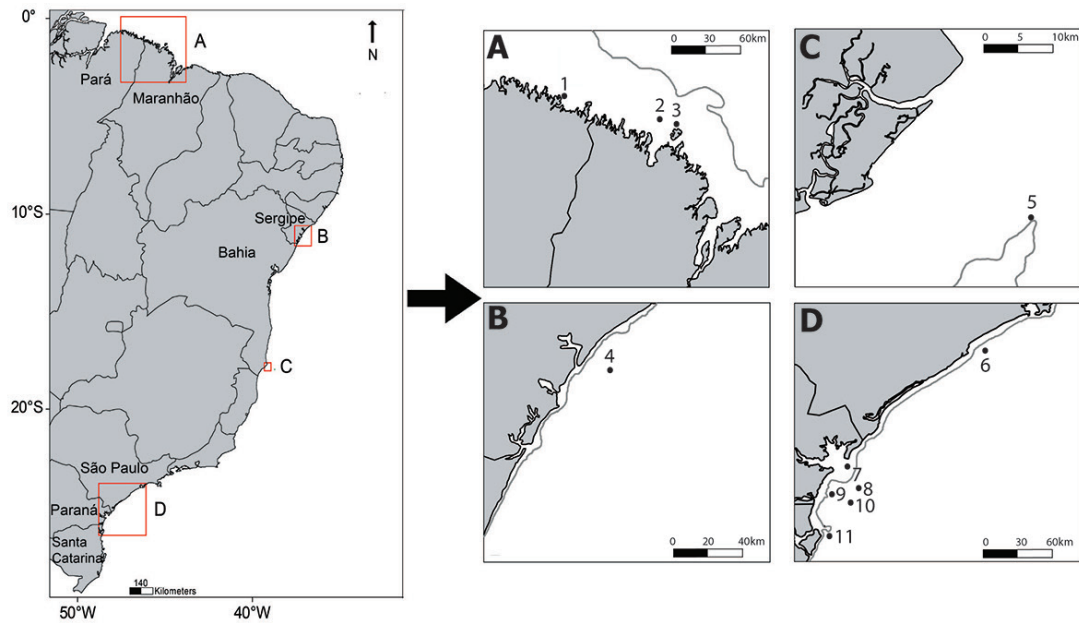 0°
10°S
20°S
50°W
40°W
N
A
B
C
D
Pará
Maranhão
Sergipe
Bahia
São Paulo
Paraná
Santa
Catarina
140
Kilometers
A
0 30 60km
1
2
3
C
0 5 10km
5
B
4
0 20 40km
D
6
7
8
9
10
11
0 30 60km